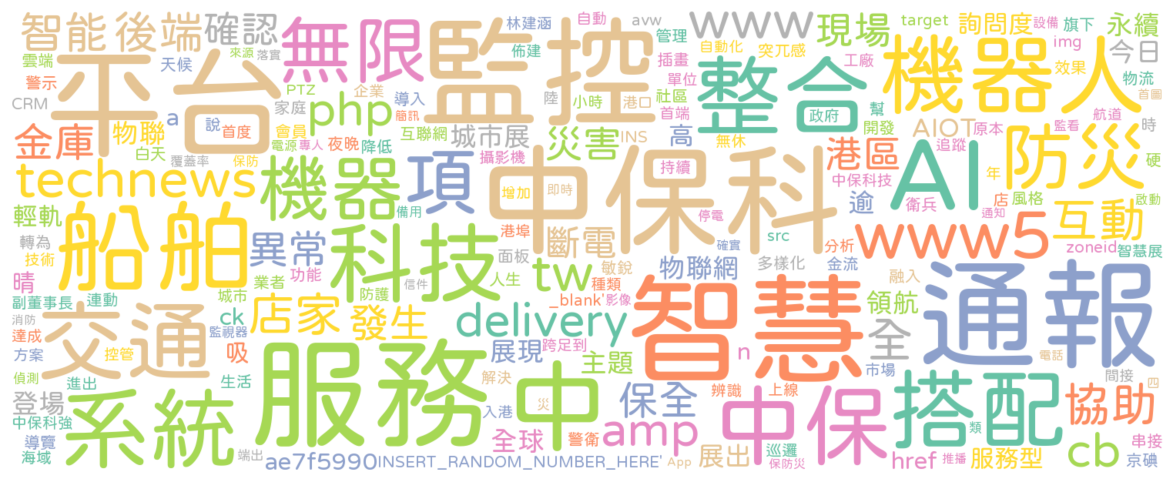 智能後端
確認
無限
監控
www
現場
詢問度
永續
今日
林建涵
自動
avw
佈建
管理
target
設備
旗下
img
雲端
來源
落實
天候
警示
平台
插畫
自動化
突兀感
工廠
效果
物流
首圖
CRM
PTZ
企業
家庭
導入
單位
陸
小時
港口
社區
首端
整合
政府
機器人
幫
開發
原本
監看
航道
時
金庫
物聯
a
說
首度
php
簡訊
會員
電源
專人
夜晚
降低
互聯網
城市展
災害
INS
高
無休
AIOT
追蹤
防災
硬
白天
覆蓋率
保防
攝影機
持續
港區
中保科技
年
technews
機器
項
備用
增加
即時
中保科
停電
逾
AI
衛兵
店
風格
通知
啟動
互動
輕軌
船舶
異常
科技
港埠
面板
斷電
確實
src
分析
www5
zoneid
智慧展
轉為
技術
功能
tw
敏銳
種類
物聯網
多樣化
金流
融入
晴
副董事長
連動
業者
防護
信件
人生
_blank'
影像
智慧
領航
通報
消防
達成
交通
城市
ck
監視器
店家
發生
delivery
跨足到
方案
控管
吸
服務
展現
主題
n
全
市場
電話
偵測
進出
生活
中
解決
辨識
上線
間接
四
登場
系統
入港
災
保全
中保
搭配
協助
中保科強
導覽
海域
端出
全球
警衛
amp
巡邏
類
串接
ae7f5990
INSERT_RANDOM_NUMBER_HERE'
App
展出
保防災
href
推播
服務型
cb
京碘